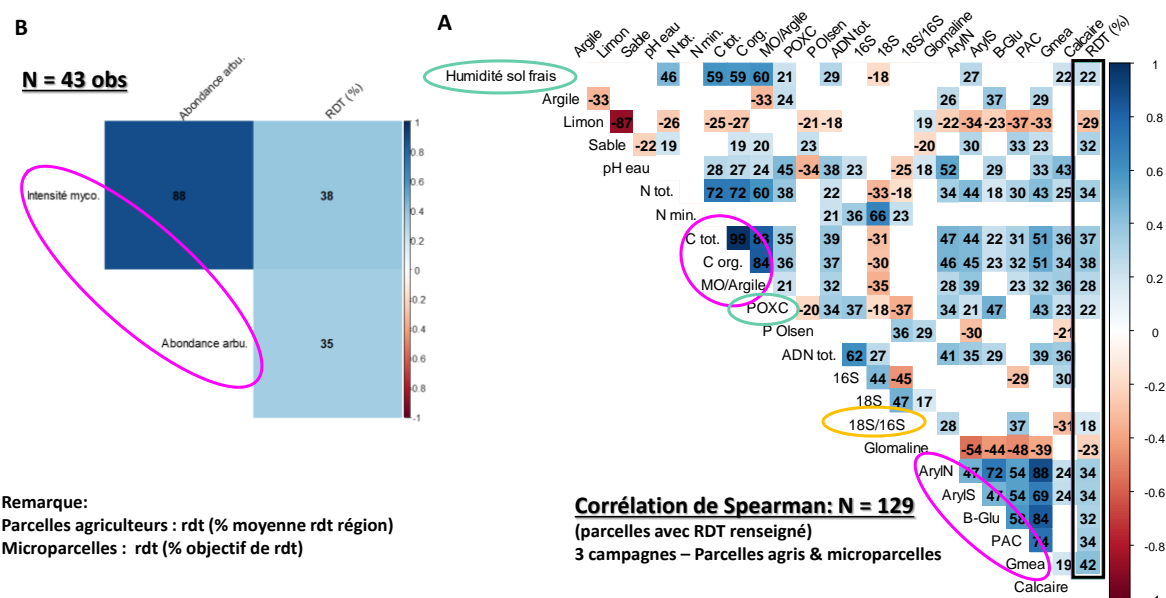 B
N = 43 obs
Abondance arbu.
RDT (%)
Intensité myco.
88
38
Abondance arbu.
35
1
0.8
0.6
0.4
0.2
0
-0.2
-0.4
-0.6
-0.8
-1
Remarque:
Parcelles agriculteurs : rdt (% moyenne rdt région)
Microparcelles : rdt (% objectif de rdt)
A
Argile
Limon
Sable
pH eau
N tot.
N min.
C tot.
C org.
MO/Argile
POXC
P Olsen
ADN tot.
16S
18S
18S/16S
Glomaline
ArylN
ArylS
B-Glu
PAC
Gmea
Calcaire
RDT (%)
Humidité sol frais 46 59 59 60 21 29 -18 27 22 22
Argile -33 -33 24 26 37 29
Limon -87 -26 -25 -27 -21 -18 19 -22 -34 -23 -37 -33 -29
Sable -22 19 19 20 23 -20 30 33 23 32
pH eau 28 27 24 45 -34 38 23 -25 18 52 29 33 43
N tot. 72 72 60 38 22 -33 -18 34 44 18 30 43 25 34
N min. 21 36 66 23
C tot. 99 83 35 39 -31 47 44 22 31 51 36 37
C org. 84 36 37 -30 46 45 23 32 51 34 38
MO/Argile 21 32 -35 28 39 23 32 36 28
POXC -20 34 37 -18 -37 34 21 47 43 23 22
P Olsen 36 29 -30 -21
ADN tot. 62 27 41 35 29 39 36
16S 44 -45 -29 30
18S 47 17
18S/16S 28 37 -31 18
Glomaline -54 -44 -48 -39 -23
ArylN 47 72 54 88 24 34
ArylS 47 54 69 24 34
B-Glu 58 84 32
PAC 74 34
Gmea 19 42
Calcaire
1
0.8
0.6
0.4
0.2
0
-0.2
-0.4
-0.6
-0.8
Corrélation de Spearman: N = 129
(parcelles avec RDT renseigné)
3 campagnes – Parcelles agris & microparcelles